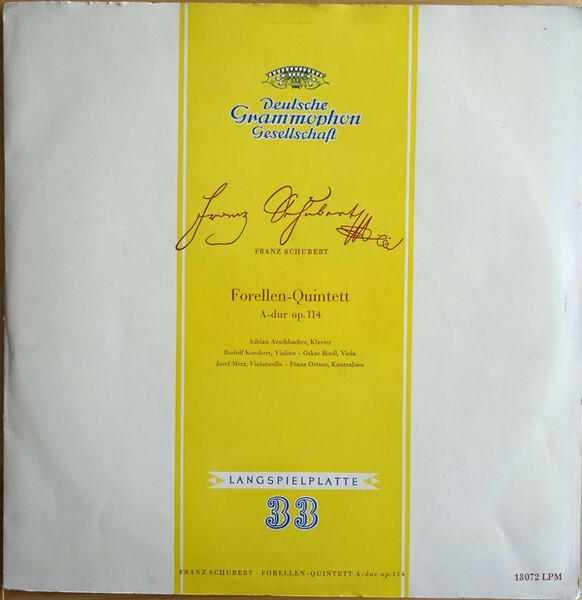 Deutsche
Grammophon
Gesellschaft
Franz Schubert
FRANZ SCHUBERT
Forellen-Quintett
A-dur op. 114
Adrian Aeschbacher, Klavier
Rudolf Koeckert, Violine - Oskar Riedl, Viola
Josef Merz, Violoncello - Franz Ortner, Kontrabass
LANGSPIELPLATTE
33
FRANZ SCHUBERT - FORELLEN-QUINTETT A-dur op. 114
18072 LPM